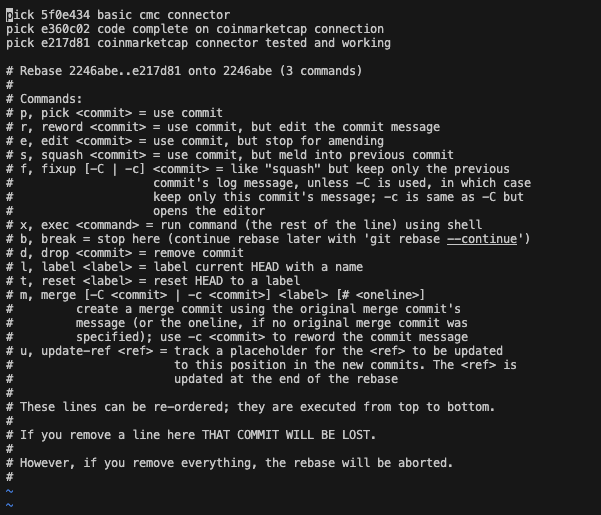 pick 5f0e434 basic cmc connector
pick e360c02 code complete on coinmarketcap connection
pick e217d81 coinmarketcap connector tested and working

# Rebase 2246abe..e217d81 onto 2246abe (3 commands)
#
# Commands:
# p, pick <commit> = use commit
# r, reword <commit> = use commit, but edit the commit message
# e, edit <commit> = use commit, but stop for amending
# s, squash <commit> = use commit, but meld into previous commit
# f, fixup [-C | -c] <commit> = like "squash" but keep only the previous
#                    commit's log message, unless -C is used, in which case
#                    keep only this commit's message; -c is same as -C but
#                    opens the editor
# x, exec <command> = run command (the rest of the line) using shell
# b, break = stop here (continue rebase later with 'git rebase --continue')
# d, drop <commit> = remove commit
# l, label <label> = label current HEAD with a name
# t, reset <label> = reset HEAD to a label
# m, merge [-C <commit> | -c <commit>] <label> [# <oneline>]
#         create a merge commit using the original merge commit's
#         message (or the oneline, if no original merge commit was
#         specified); use -c <commit> to reword the commit message
# u, update-ref <ref> = track a placeholder for the <ref> to be updated
#                       to this position in the new commits. The <ref> is
#                       updated at the end of the rebase
#
# These lines can be re-ordered; they are executed from top to bottom.
#
# If you remove a line here THAT COMMIT WILL BE LOST.
#
# However, if you remove everything, the rebase will be aborted.
#
~
~